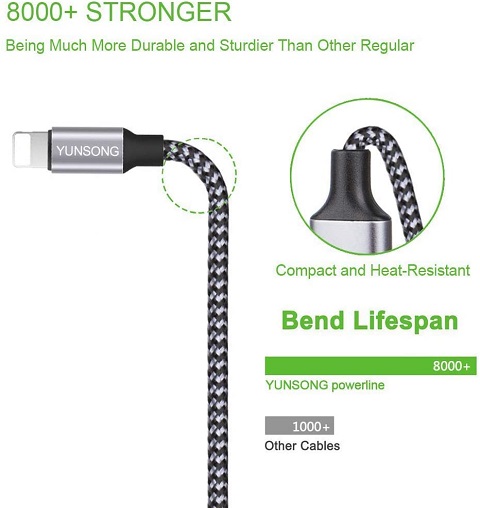 8000+ STRONGER
Being Much More Durable and Sturdier Than Other Regular
YUNSONG
Compact and Heat-Resistant
Bend Lifespan
8000+
YUNSONG powerline
1000+
Other Cables